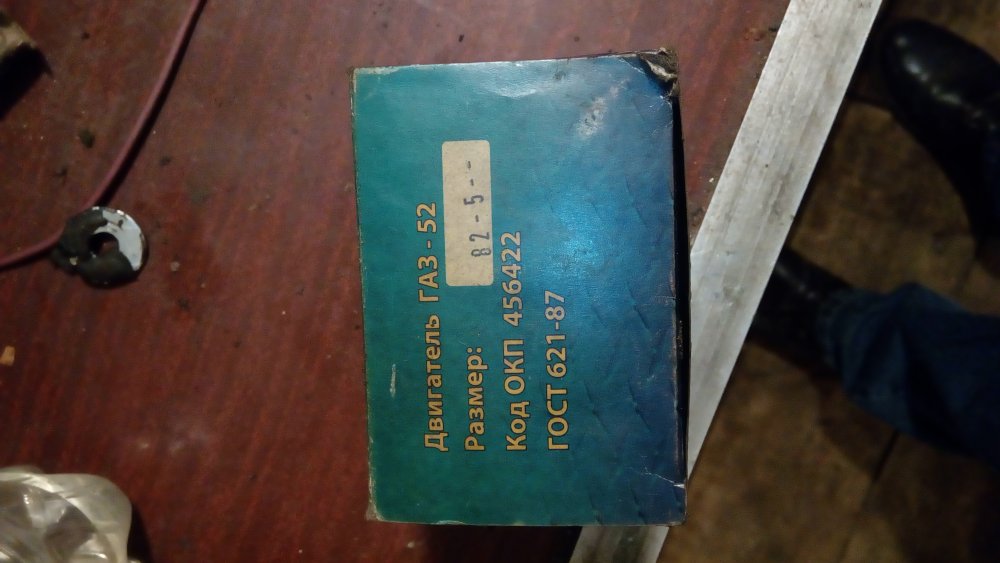 Двигатель ГАЗ - 52
Размер: 82 - 5 - -
Код ОКП 456422
ГОСТ 621-87